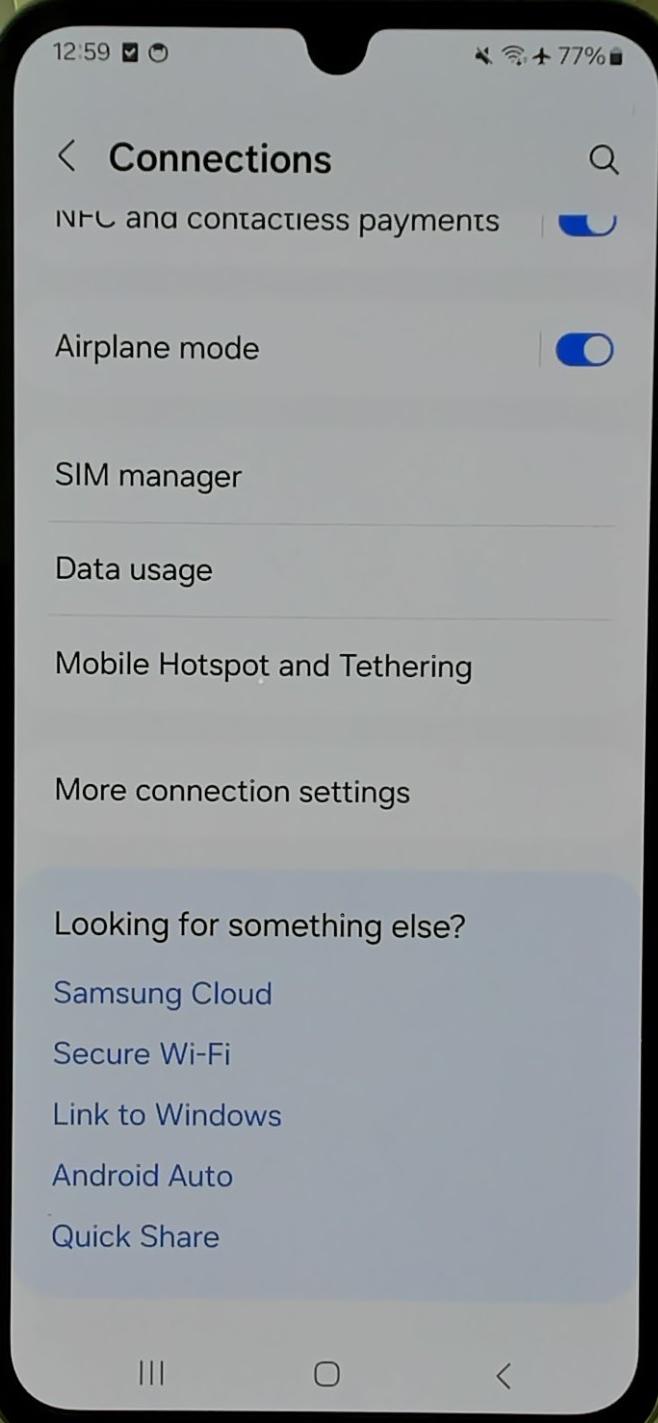 12:59
77%
Connections
NFC and contactless payments
Airplane mode
SIM manager
Data usage
Mobile Hotspot and Tethering
More connection settings
Looking for something else?
Samsung Cloud
Secure Wi-Fi
Link to Windows
Android Auto
Quick Share